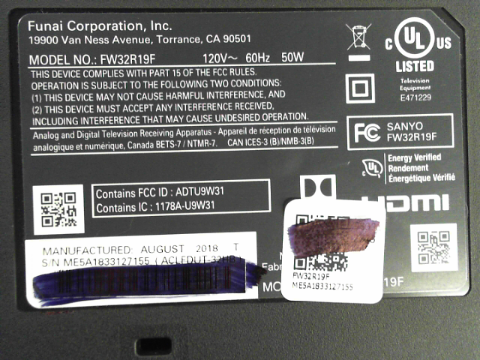 Funai Corporation, Inc.
19900 Van Ness Avenue, Torrance, CA 90501
MODEL NO.: FW32R19F 120V~ 60Hz 50W
THIS DEVICE COMPLIES WITH PART 15 OF THE FCC RULES.
OPERATION IS SUBJECT TO THE FOLLOWING TWO CONDITIONS:
(1) THIS DEVICE MAY NOT CAUSE HARMFUL INTERFERENCE, AND
(2) THIS DEVICE MUST ACCEPT ANY INTERFERENCE RECEIVED,
INCLUDING INTERFERENCE THAT MAY CAUSE UNDESIRED OPERATION.
Analog and Digital Television Receiving Apparatus - Appareil de réception de télévision
analogique et numérique, Canada BETS-7 / NTMR-7. CAN ICES-3 (B)/NMB-3(B)
C UL US
LISTED
Television
Equipment
E471229
FC SANYO
FW32R19F
UL
Energy Verified
Rendement
Énergétique Vérifié
Contains FCC ID : ADTU9W31
Contains IC : 1178A-U9W31
HDMI
MANUFACTURED: AUGUST 2018 T
S/N ME5A1833127155 (ACLFDUT-32UB)
FW32R19F
ME5A1833127155
19F